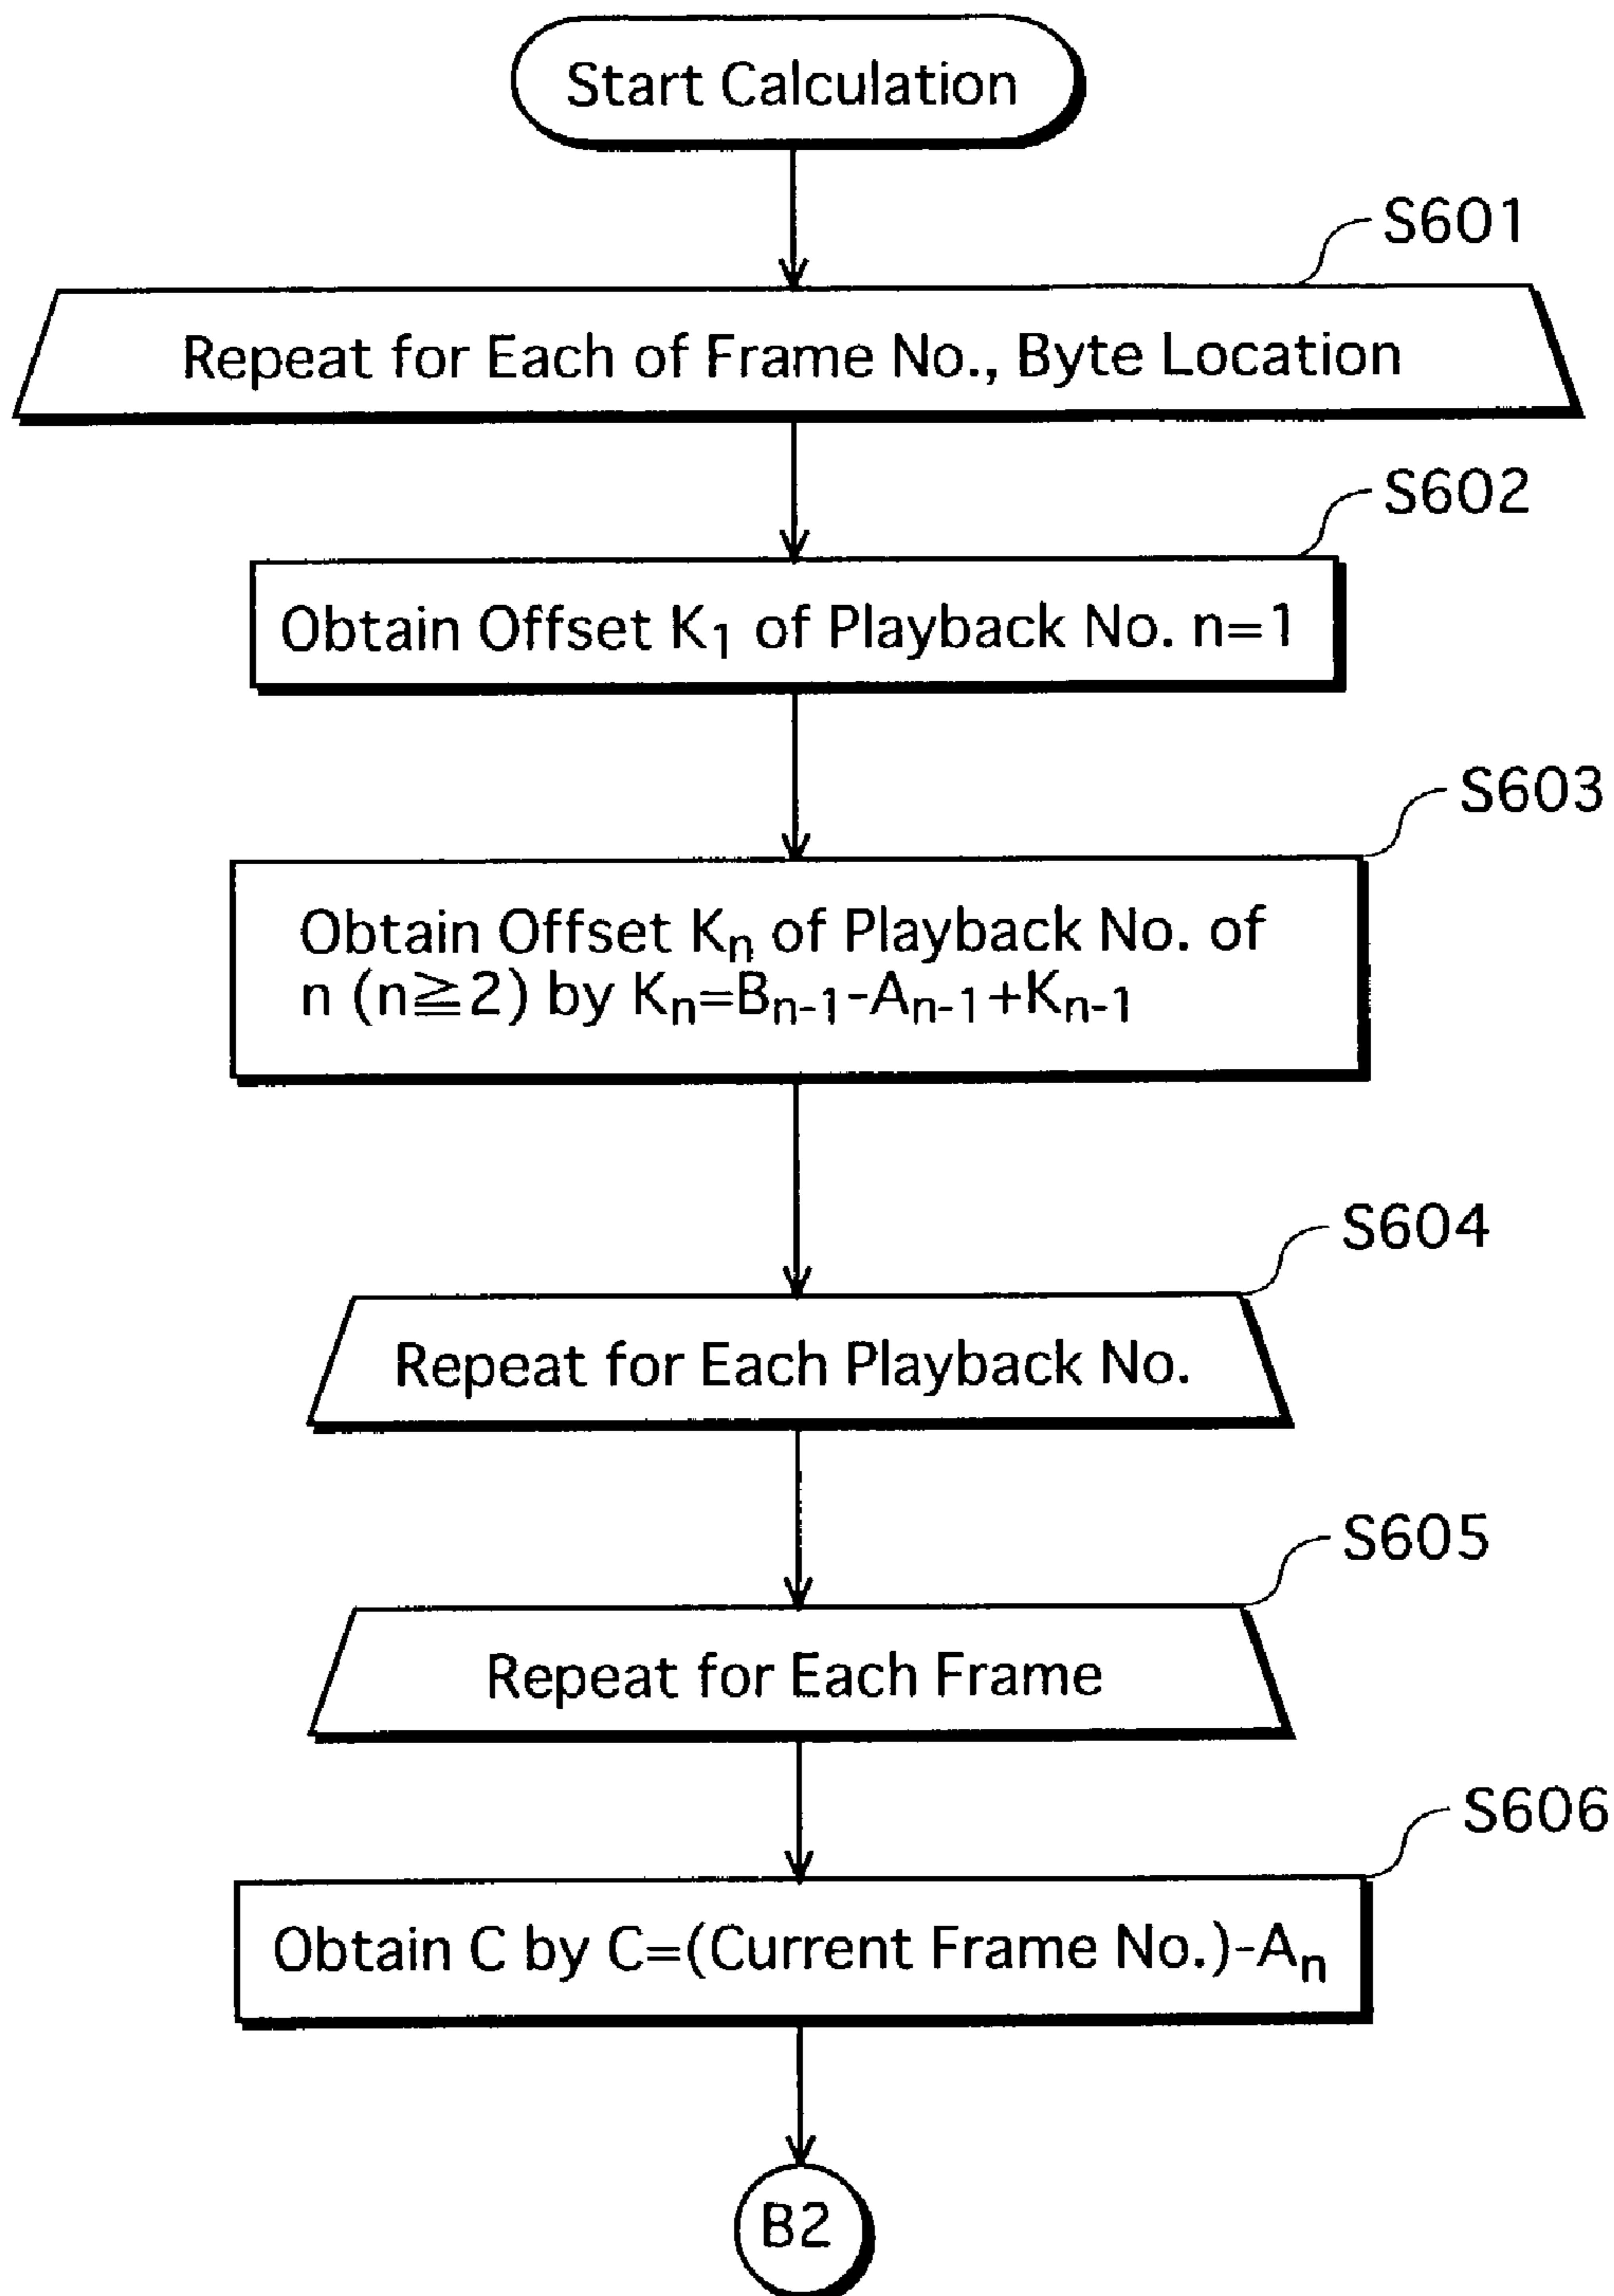 Start Calculation
S601
Repeat for Each of Frame No., Byte Location
S602
Obtain Offset K₁ of Playback No. n=1
S603
Obtain Offset Kₙ of Playback No. of
n (n≧2) by Kₙ=Bₙ₋₁-Aₙ₋₁+Kₙ₋₁
S604
Repeat for Each Playback No.
S605
Repeat for Each Frame
S606
Obtain C by C=(Current Frame No.)-Aₙ
B2